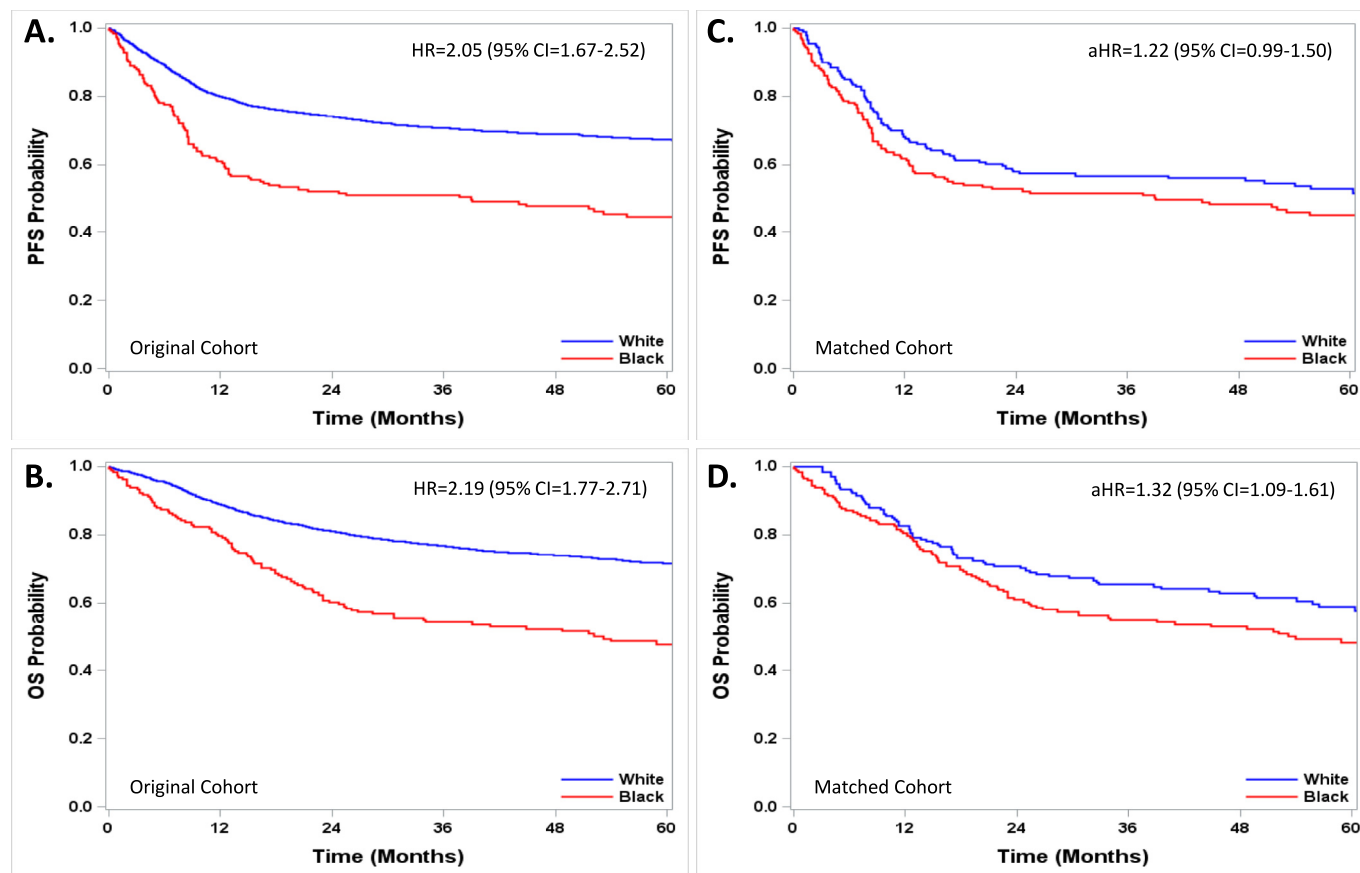 A.
HR=2.05 (95% CI=1.67-2.52)
PFS Probability
1.0
0.8
0.6
0.4
0.2
0.0
Original Cohort
White
Black
0 12 24 36 48 60
Time (Months)
C.
aHR=1.22 (95% CI=0.99-1.50)
PFS Probability
1.0
0.8
0.6
0.4
0.2
0.0
Matched Cohort
White
Black
0 12 24 36 48 60
Time (Months)
B.
HR=2.19 (95% CI=1.77-2.71)
OS Probability
1.0
0.8
0.6
0.4
0.2
0.0
Original Cohort
White
Black
0 12 24 36 48 60
Time (Months)
D.
aHR=1.32 (95% CI=1.09-1.61)
OS Probability
1.0
0.8
0.6
0.4
0.2
0.0
Matched Cohort
White
Black
0 12 24 36 48 60
Time (Months)